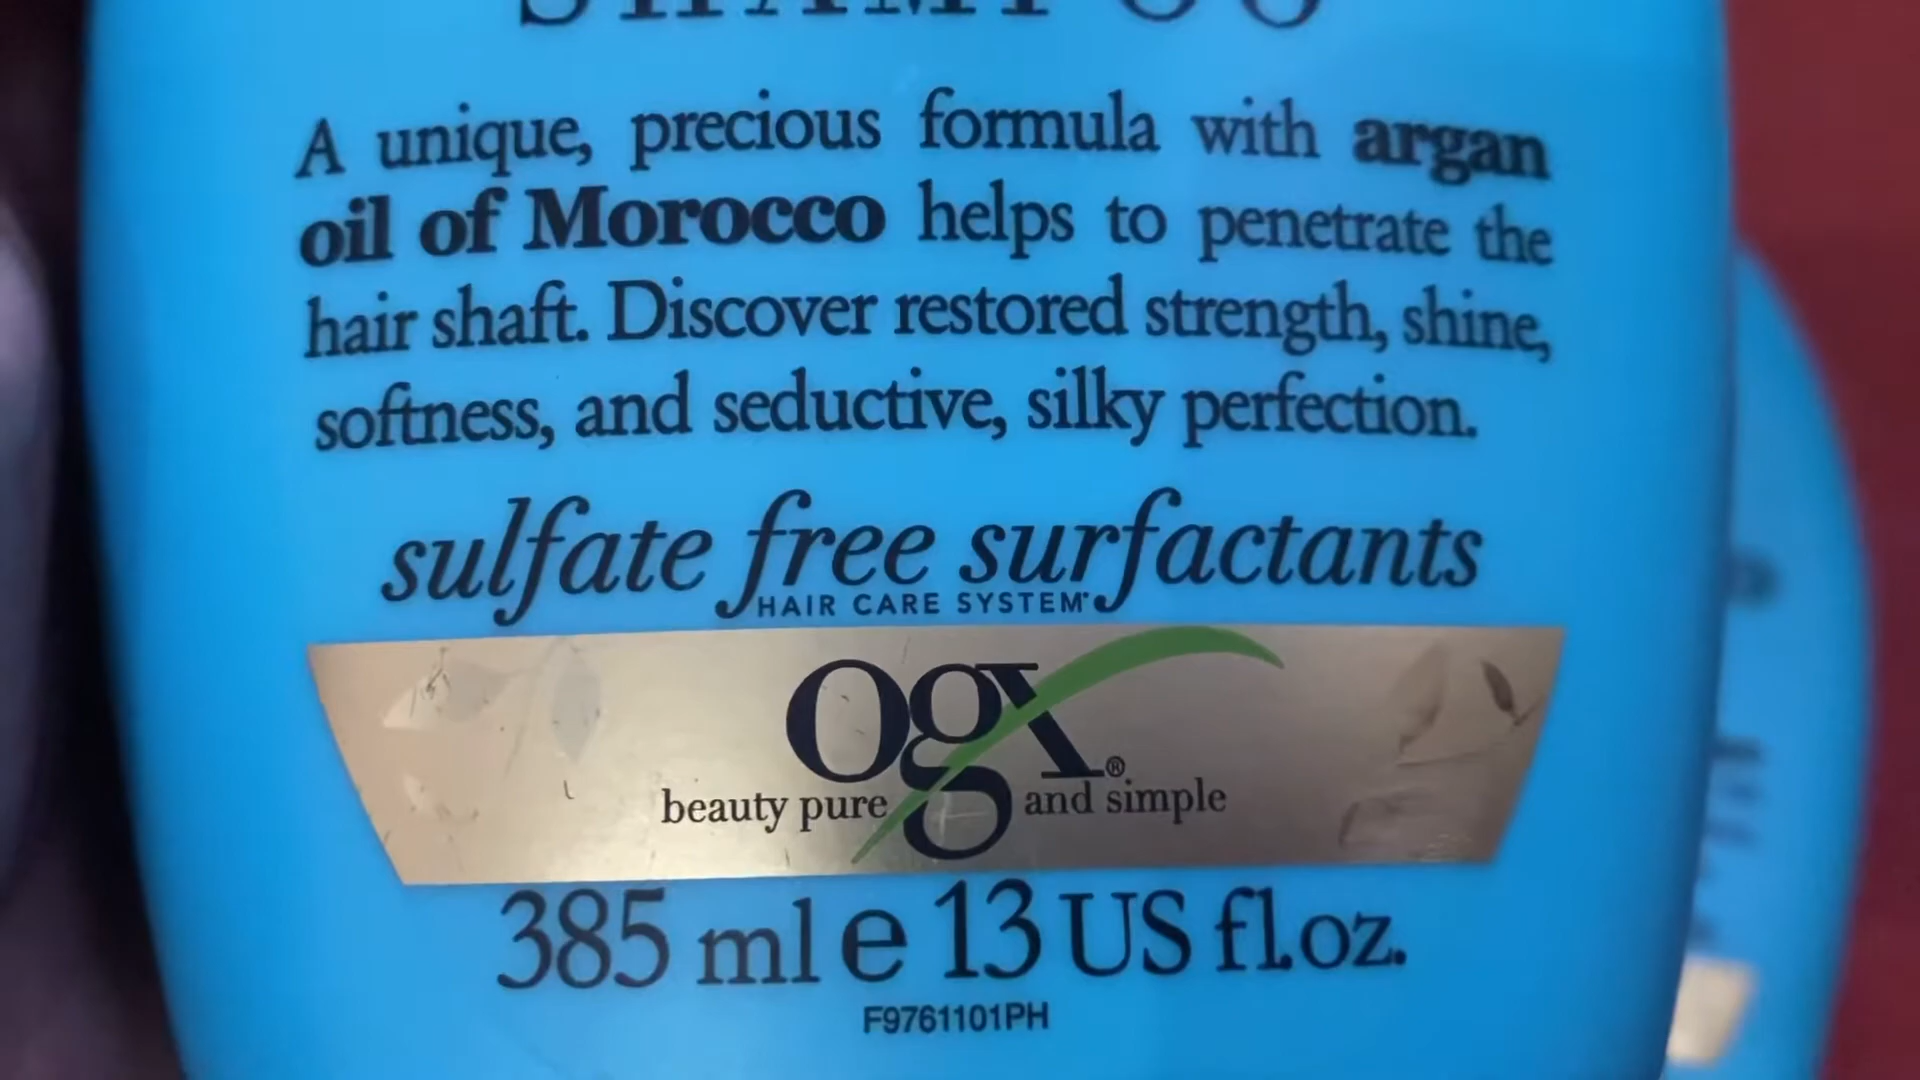 SHAMPOO
A unique, precious formula with argan
oil of Morocco helps to penetrate the
hair shaft. Discover restored strength, shine,
softness, and seductive, silky perfection.
sulfate free surfactants
HAIR CARE SYSTEM
ogx®
beauty pure and simple
385 ml e 13 US fl.oz.
F9761101PH